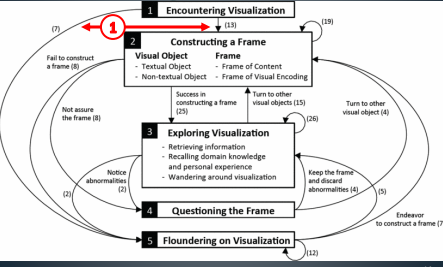 1 Encountering Visualization
(7)
1
(13)
(19)
2 Constructing a Frame
Visual Object Frame
- Textual Object - Frame of Content
- Non-textual Object - Frame of Visual Encoding
Fail to construct
a frame (8)
Not assure
the frame (8)
Success in
constructing a frame
(25)
Turn to other
visual objects (15)
Turn to other
visual object (4)
(26)
3 Exploring Visualization
- Retrieving information
- Recalling domain knowledge
and personal experience
- Wandering around visualization
Notice
abnormalities
(2)
(2)
Keep the frame
and discard
abnormalities (4)
(5)
4 Questioning the Frame
Endeavor
to construct a frame (7
5 Floundering on Visualization
(12)